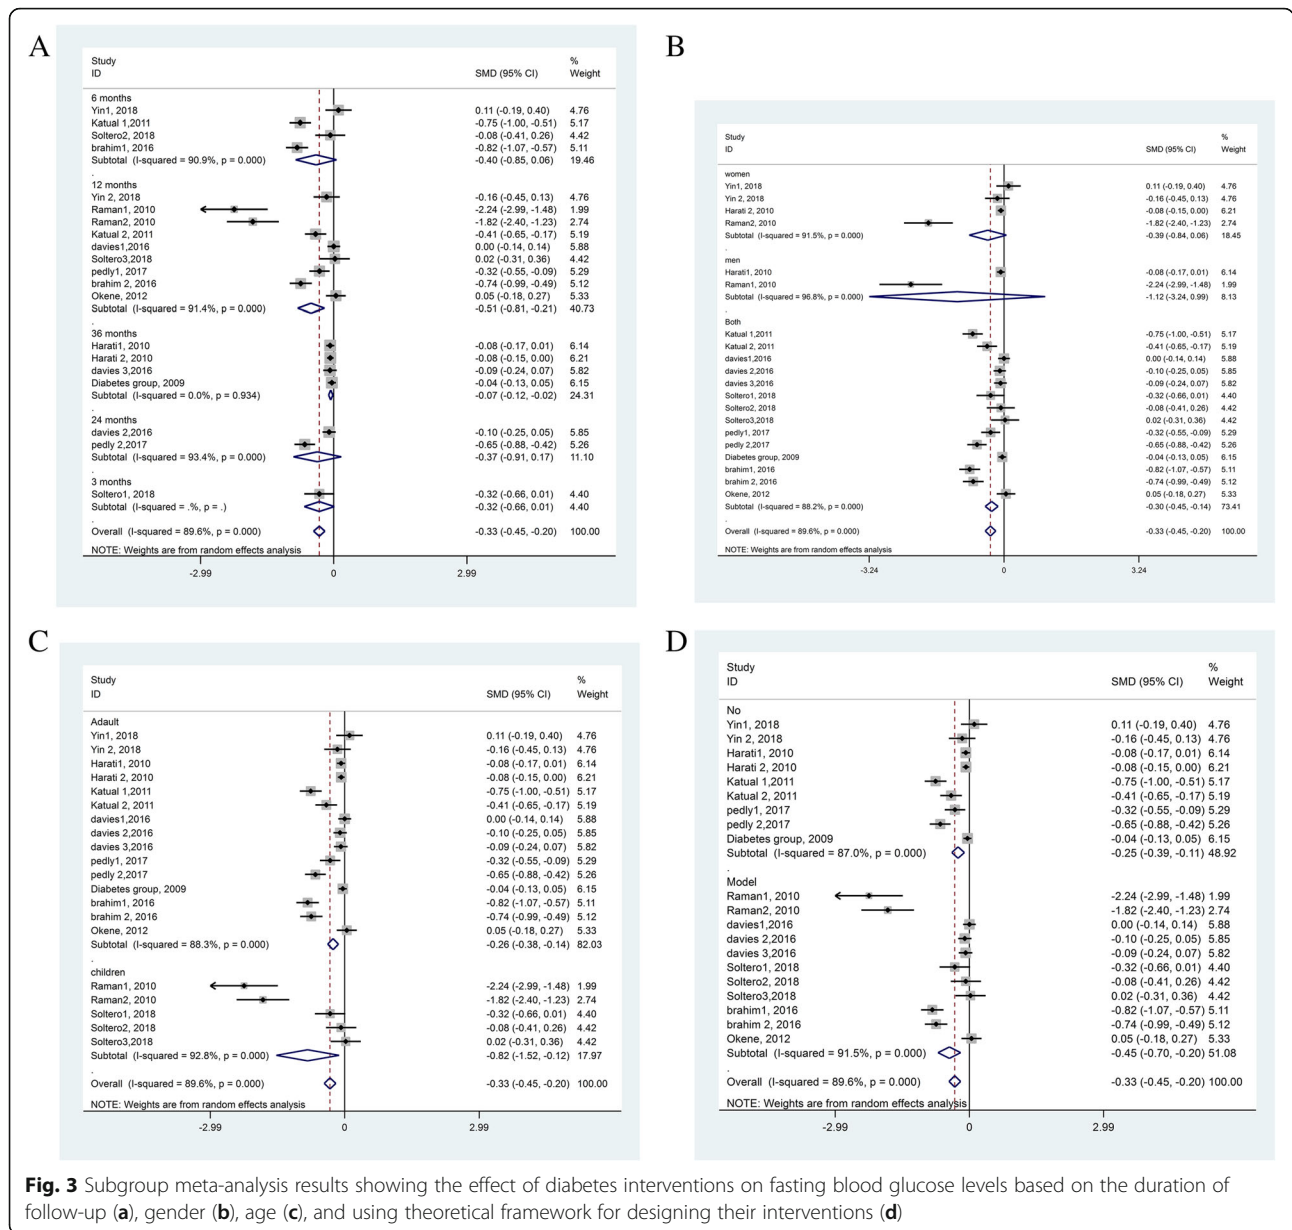 A
Study %
ID SMD (95% CI) Weight
6 months
Yin1, 2018 0.11 (-0.19, 0.40) 4.76
Katual 1,2011 -0.75 (-1.00, -0.51) 5.17
Soltero2, 2018 -0.08 (-0.41, 0.26) 4.42
brahim1, 2016 -0.82 (-1.07, -0.57) 5.11
Subtotal (I-squared = 90.9%, p = 0.000) -0.40 (-0.85, 0.06) 19.46
.
12 months
Yin 2, 2018 -0.16 (-0.45, 0.13) 4.76
Raman1, 2010 -2.24 (-2.99, -1.48) 1.99
Raman2, 2010 -1.82 (-2.40, -1.23) 2.74
Katual 2, 2011 -0.41 (-0.65, -0.17) 5.19
davies1,2016 0.00 (-0.14, 0.14) 5.88
Soltero3,2018 0.02 (-0.31, 0.36) 4.42
pedly1, 2017 -0.32 (-0.55, -0.09) 5.29
brahim 2, 2016 -0.74 (-0.99, -0.49) 5.12
Okene, 2012 0.05 (-0.18, 0.27) 5.33
Subtotal (I-squared = 91.4%, p = 0.000) -0.51 (-0.81, -0.21) 40.73
.
36 months
Harati1, 2010 -0.08 (-0.17, 0.01) 6.14
Harati 2, 2010 -0.08 (-0.15, 0.00) 6.21
davies 3,2016 -0.09 (-0.24, 0.07) 5.82
Diabetes group, 2009 -0.04 (-0.13, 0.05) 6.15
Subtotal (I-squared = 0.0%, p = 0.934) -0.07 (-0.12, -0.02) 24.31
.
24 months
davies 2,2016 -0.10 (-0.25, 0.05) 5.85
pedly 2,2017 -0.65 (-0.88, -0.42) 5.26
Subtotal (I-squared = 93.4%, p = 0.000) -0.37 (-0.91, 0.17) 11.10
.
3 months
Soltero1, 2018 -0.32 (-0.66, 0.01) 4.40
Subtotal (I-squared = .%, p = .) -0.32 (-0.66, 0.01) 4.40
.
Overall (I-squared = 89.6%, p = 0.000) -0.33 (-0.45, -0.20) 100.00
NOTE: Weights are from random effects analysis
-2.99 0 2.99
B
Study %
ID SMD (95% CI) Weight
women
Yin1, 2018 0.11 (-0.19, 0.40) 4.76
Yin 2, 2018 -0.16 (-0.45, 0.13) 4.76
Harati 2, 2010 -0.08 (-0.15, 0.00) 6.21
Raman2, 2010 -1.82 (-2.40, -1.23) 2.74
Subtotal (I-squared = 91.5%, p = 0.000) -0.39 (-0.84, 0.06) 18.45
.
men
Harati1, 2010 -0.08 (-0.17, 0.01) 6.14
Raman1, 2010 -2.24 (-2.99, -1.48) 1.99
Subtotal (I-squared = 96.8%, p = 0.000) -1.12 (-3.24, 0.99) 8.13
.
Both
Katual 1,2011 -0.75 (-1.00, -0.51) 5.17
Katual 2, 2011 -0.41 (-0.65, -0.17) 5.19
davies1,2016 0.00 (-0.14, 0.14) 5.88
davies 2,2016 -0.10 (-0.25, 0.05) 5.85
davies 3,2016 -0.09 (-0.24, 0.07) 5.82
Soltero1, 2018 -0.32 (-0.66, 0.01) 4.40
Soltero2, 2018 -0.08 (-0.41, 0.26) 4.42
Soltero3,2018 0.02 (-0.31, 0.36) 4.42
pedly1, 2017 -0.32 (-0.55, -0.09) 5.29
pedly 2,2017 -0.65 (-0.88, -0.42) 5.26
Diabetes group, 2009 -0.04 (-0.13, 0.05) 6.15
brahim1, 2016 -0.82 (-1.07, -0.57) 5.11
brahim 2, 2016 -0.74 (-0.99, -0.49) 5.12
Okene, 2012 0.05 (-0.18, 0.27) 5.33
Subtotal (I-squared = 88.2%, p = 0.000) -0.30 (-0.45, -0.14) 73.41
.
Overall (I-squared = 89.6%, p = 0.000) -0.33 (-0.45, -0.20) 100.00
NOTE: Weights are from random effects analysis
-3.24 0 3.24
C
Study %
ID SMD (95% CI) Weight
Adault
Yin1, 2018 0.11 (-0.19, 0.40) 4.76
Yin 2, 2018 -0.16 (-0.45, 0.13) 4.76
Harati1, 2010 -0.08 (-0.17, 0.01) 6.14
Harati 2, 2010 -0.08 (-0.15, 0.00) 6.21
Katual 1,2011 -0.75 (-1.00, -0.51) 5.17
Katual 2, 2011 -0.41 (-0.65, -0.17) 5.19
davies1,2016 0.00 (-0.14, 0.14) 5.88
davies 2,2016 -0.10 (-0.25, 0.05) 5.85
davies 3,2016 -0.09 (-0.24, 0.07) 5.82
pedly1, 2017 -0.32 (-0.55, -0.09) 5.29
pedly 2,2017 -0.65 (-0.88, -0.42) 5.26
Diabetes group, 2009 -0.04 (-0.13, 0.05) 6.15
brahim1, 2016 -0.82 (-1.07, -0.57) 5.11
brahim 2, 2016 -0.74 (-0.99, -0.49) 5.12
Okene, 2012 0.05 (-0.18, 0.27) 5.33
Subtotal (I-squared = 88.3%, p = 0.000) -0.26 (-0.38, -0.14) 82.03
.
children
Raman1, 2010 -2.24 (-2.99, -1.48) 1.99
Raman2, 2010 -1.82 (-2.40, -1.23) 2.74
Soltero1, 2018 -0.32 (-0.66, 0.01) 4.40
Soltero2, 2018 -0.08 (-0.41, 0.26) 4.42
Soltero3,2018 0.02 (-0.31, 0.36) 4.42
Subtotal (I-squared = 92.8%, p = 0.000) -0.82 (-1.52, -0.12) 17.97
.
Overall (I-squared = 89.6%, p = 0.000) -0.33 (-0.45, -0.20) 100.00
NOTE: Weights are from random effects analysis
-2.99 0 2.99
D
Study %
ID SMD (95% CI) Weight
No
Yin1, 2018 0.11 (-0.19, 0.40) 4.76
Yin 2, 2018 -0.16 (-0.45, 0.13) 4.76
Harati1, 2010 -0.08 (-0.17, 0.01) 6.14
Harati 2, 2010 -0.08 (-0.15, 0.00) 6.21
Katual 1,2011 -0.75 (-1.00, -0.51) 5.17
Katual 2, 2011 -0.41 (-0.65, -0.17) 5.19
pedly1, 2017 -0.32 (-0.55, -0.09) 5.29
pedly 2,2017 -0.65 (-0.88, -0.42) 5.26
Diabetes group, 2009 -0.04 (-0.13, 0.05) 6.15
Subtotal (I-squared = 87.0%, p = 0.000) -0.25 (-0.39, -0.11) 48.92
.
Model
Raman1, 2010 -2.24 (-2.99, -1.48) 1.99
Raman2, 2010 -1.82 (-2.40, -1.23) 2.74
davies1,2016 0.00 (-0.14, 0.14) 5.88
davies 2,2016 -0.10 (-0.25, 0.05) 5.85
davies 3,2016 -0.09 (-0.24, 0.07) 5.82
Soltero1, 2018 -0.32 (-0.66, 0.01) 4.40
Soltero2, 2018 -0.08 (-0.41, 0.26) 4.42
Soltero3,2018 0.02 (-0.31, 0.36) 4.42
brahim1, 2016 -0.82 (-1.07, -0.57) 5.11
brahim 2, 2016 -0.74 (-0.99, -0.49) 5.12
Okene, 2012 0.05 (-0.18, 0.27) 5.33
Subtotal (I-squared = 91.5%, p = 0.000) -0.45 (-0.70, -0.20) 51.08
.
Overall (I-squared = 89.6%, p = 0.000) -0.33 (-0.45, -0.20) 100.00
NOTE: Weights are from random effects analysis
-2.99 0 2.99
Fig. 3 Subgroup meta-analysis results showing the effect of diabetes interventions on fasting blood glucose levels based on the duration of
follow-up (a), gender (b), age (c), and using theoretical framework for designing their interventions (d)